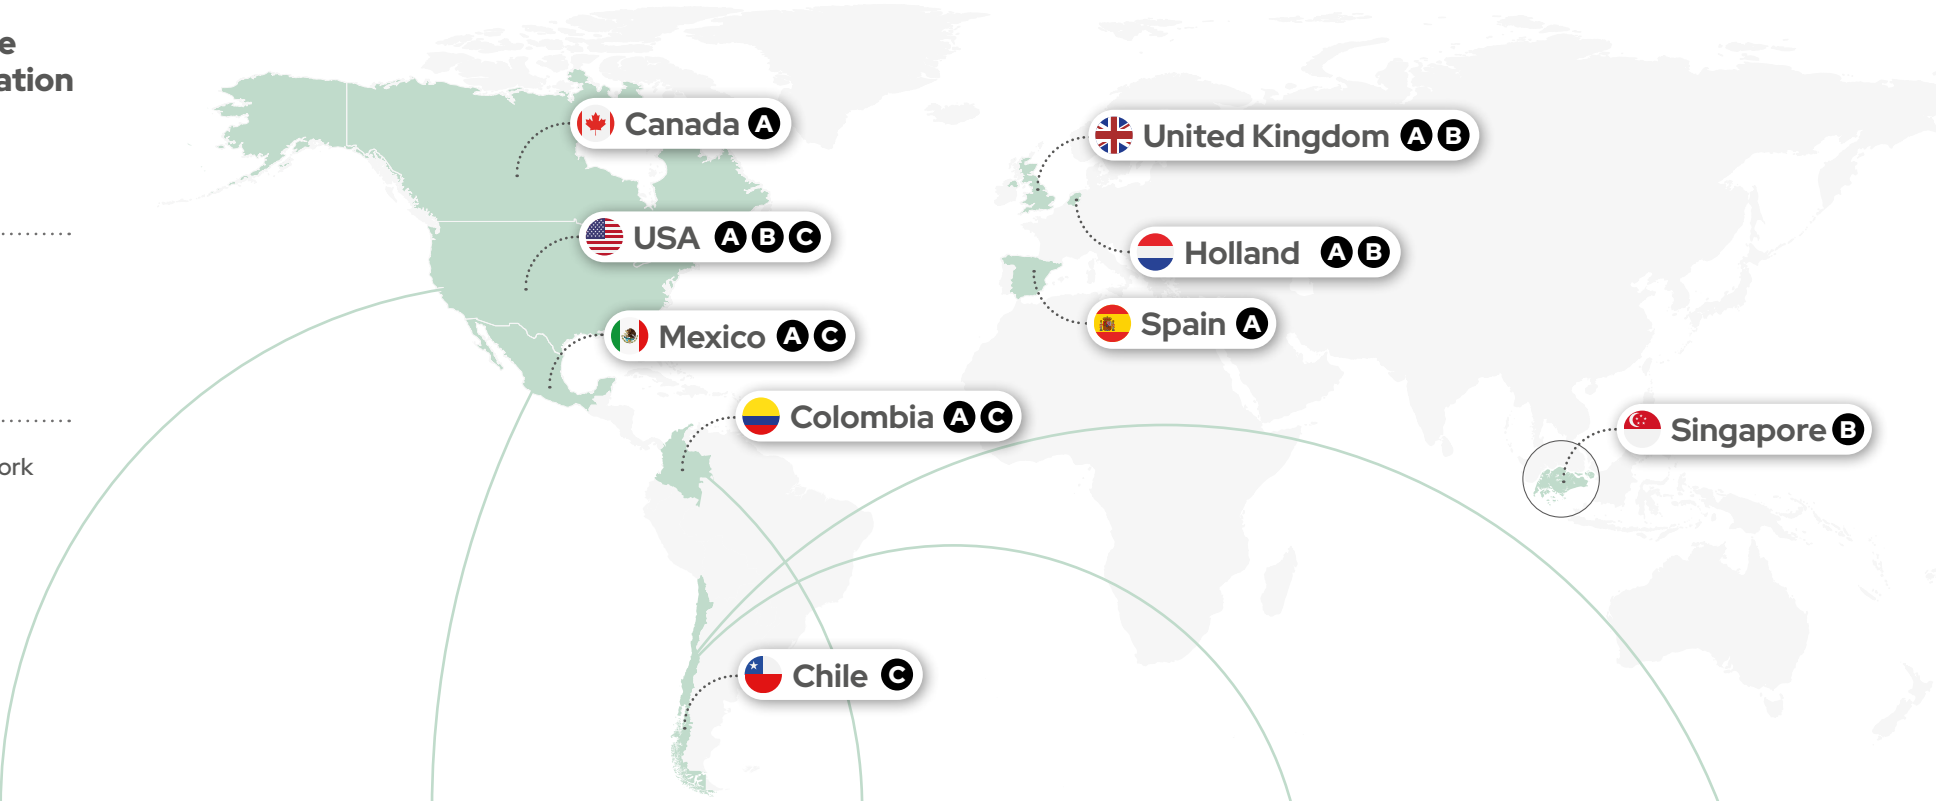 e
ation
ork
Canada A
USA A B C
Mexico A C
Colombia A C
Chile C
United Kingdom A B
Holland A B
Spain A
Singapore B